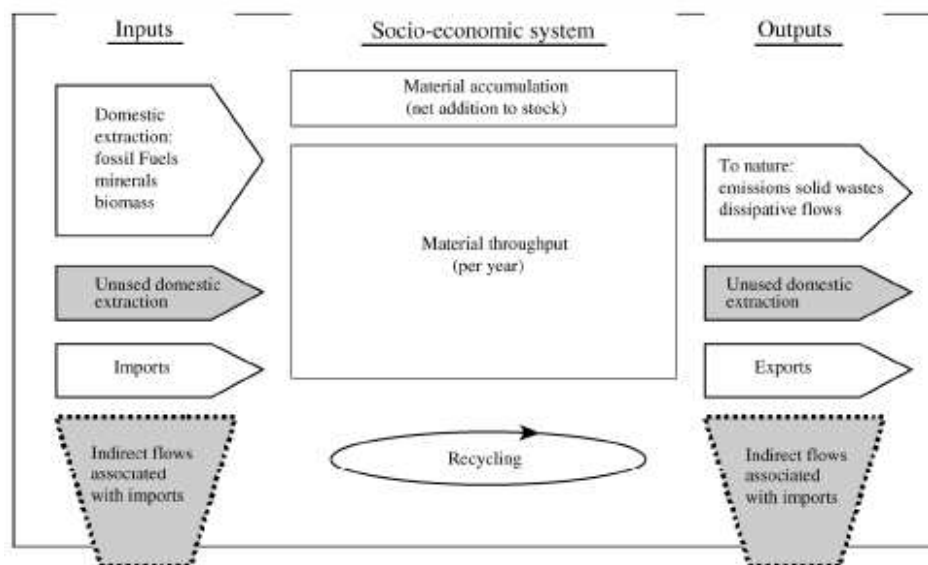 Inputs
Socio-economic system
Outputs
Domestic
extraction:
fossil Fuels
minerals
biomass
Material accumulation
(net addition to stock)
To nature:
emissions solid wastes
dissipative flows
Material throughput
(per year)
Unused domestic
extraction
Unused domestic
extraction
Imports
Exports
Indirect flows
associated
with imports
Recycling
Indirect flows
associated
with imports